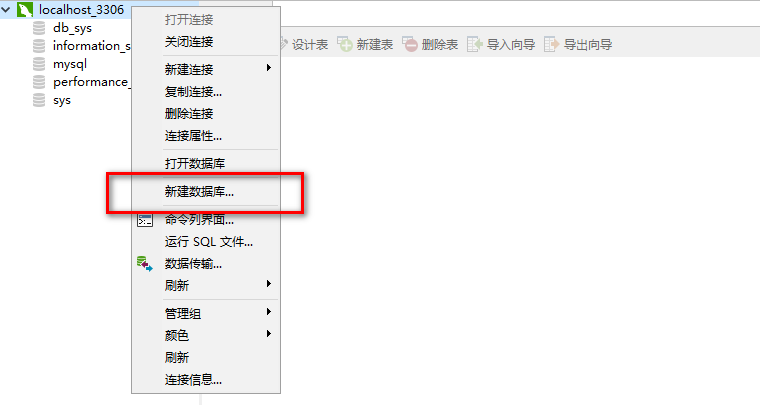 localhost_3306
db_sys
information_s
mysql
performance_
sys
打开连接
关闭连接
新建连接
复制连接...
删除连接
连接属性...
打开数据库
新建数据库...
命令列界面...
运行 SQL 文件...
数据传输...
刷新
管理组
颜色
刷新
连接信息...
设计表 新建表 删除表 导入向导 导出向导